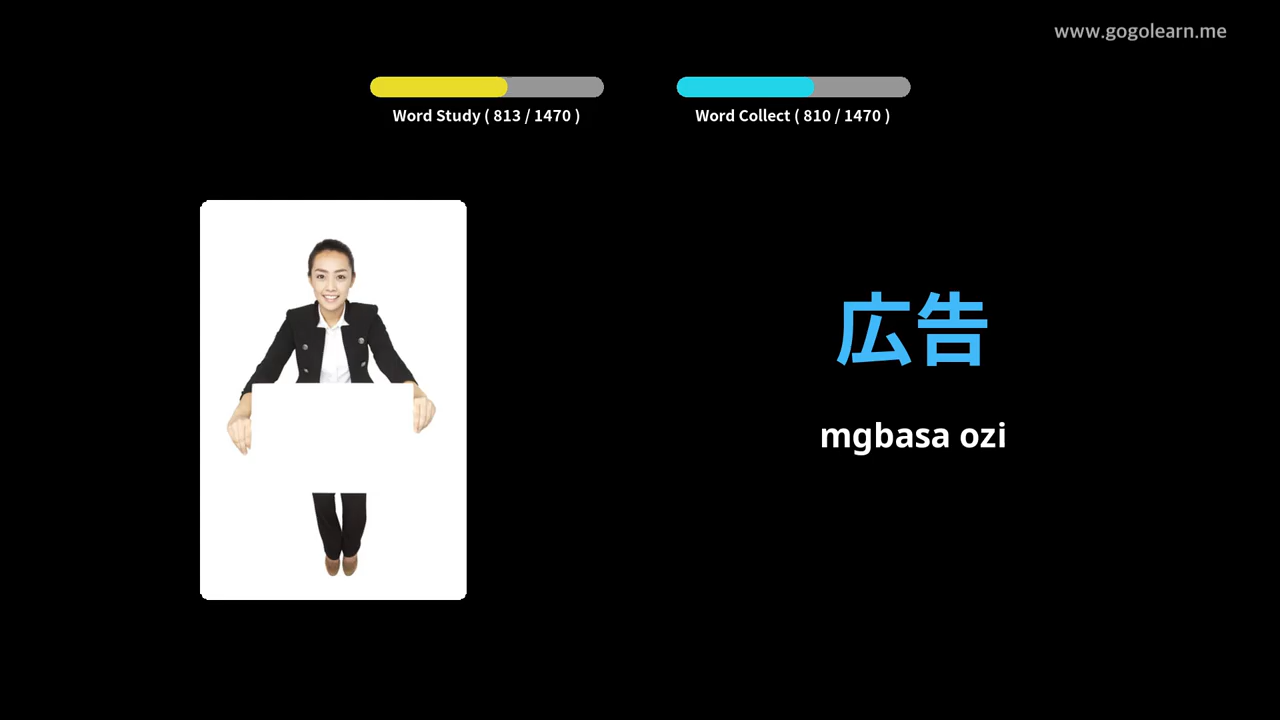 www.gogolearn.me
Word Study ( 813 / 1470 )
Word Collect ( 810 / 1470 )
広告
mgbasa ozi